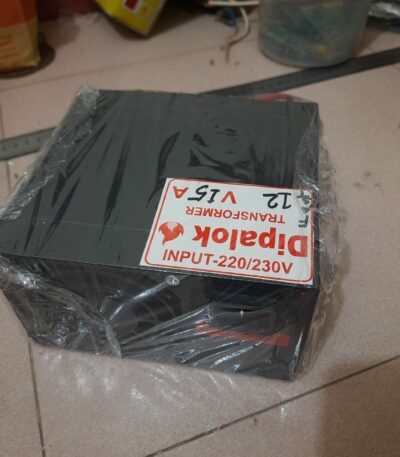 Dipalok
TRANSFORMER
12 V 15 A
INPUT-220/230V